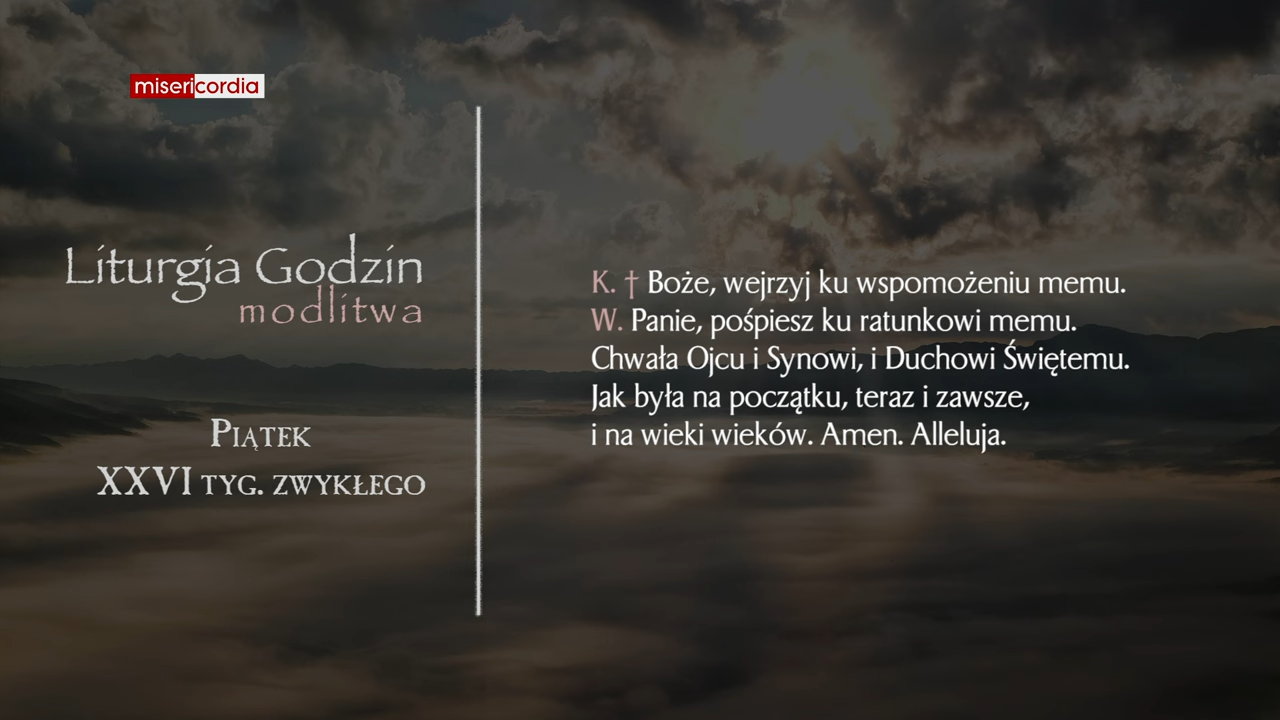 misericordia
Liturgia Godzin
modlitwa
Piątek
XXVI tyg. zwykłego
K. † Boże, wejrzyj ku wspomożeniu memu.
W. Panie, pośpiesz ku ratunkowi memu.
Chwała Ojcu i Synowi, i Duchowi Świętemu.
Jak była na początku, teraz i zawsze,
i na wieki wieków. Amen. Alleluja.